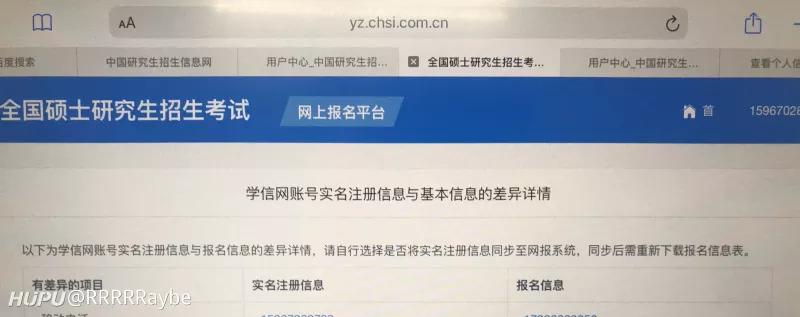 AA yz.chsi.com.cn
百度搜索 中国研究生招生信息网 用户中心_中国研究生招... 全国硕士研究生招生考... 用户中心_中国研究生... 查看个人信
全国硕士研究生招生考试 网上报名平台 首 15967028
学信网账号实名注册信息与基本信息的差异详情
以下为学信网账号实名注册信息与报名信息的差异详情，请自行选择是否将实名注册信息同步至网报系统，同步后需重新下载报名信息表。
有差异的项目 实名注册信息 报名信息
HUPU@RRRRRaybe
移动电话